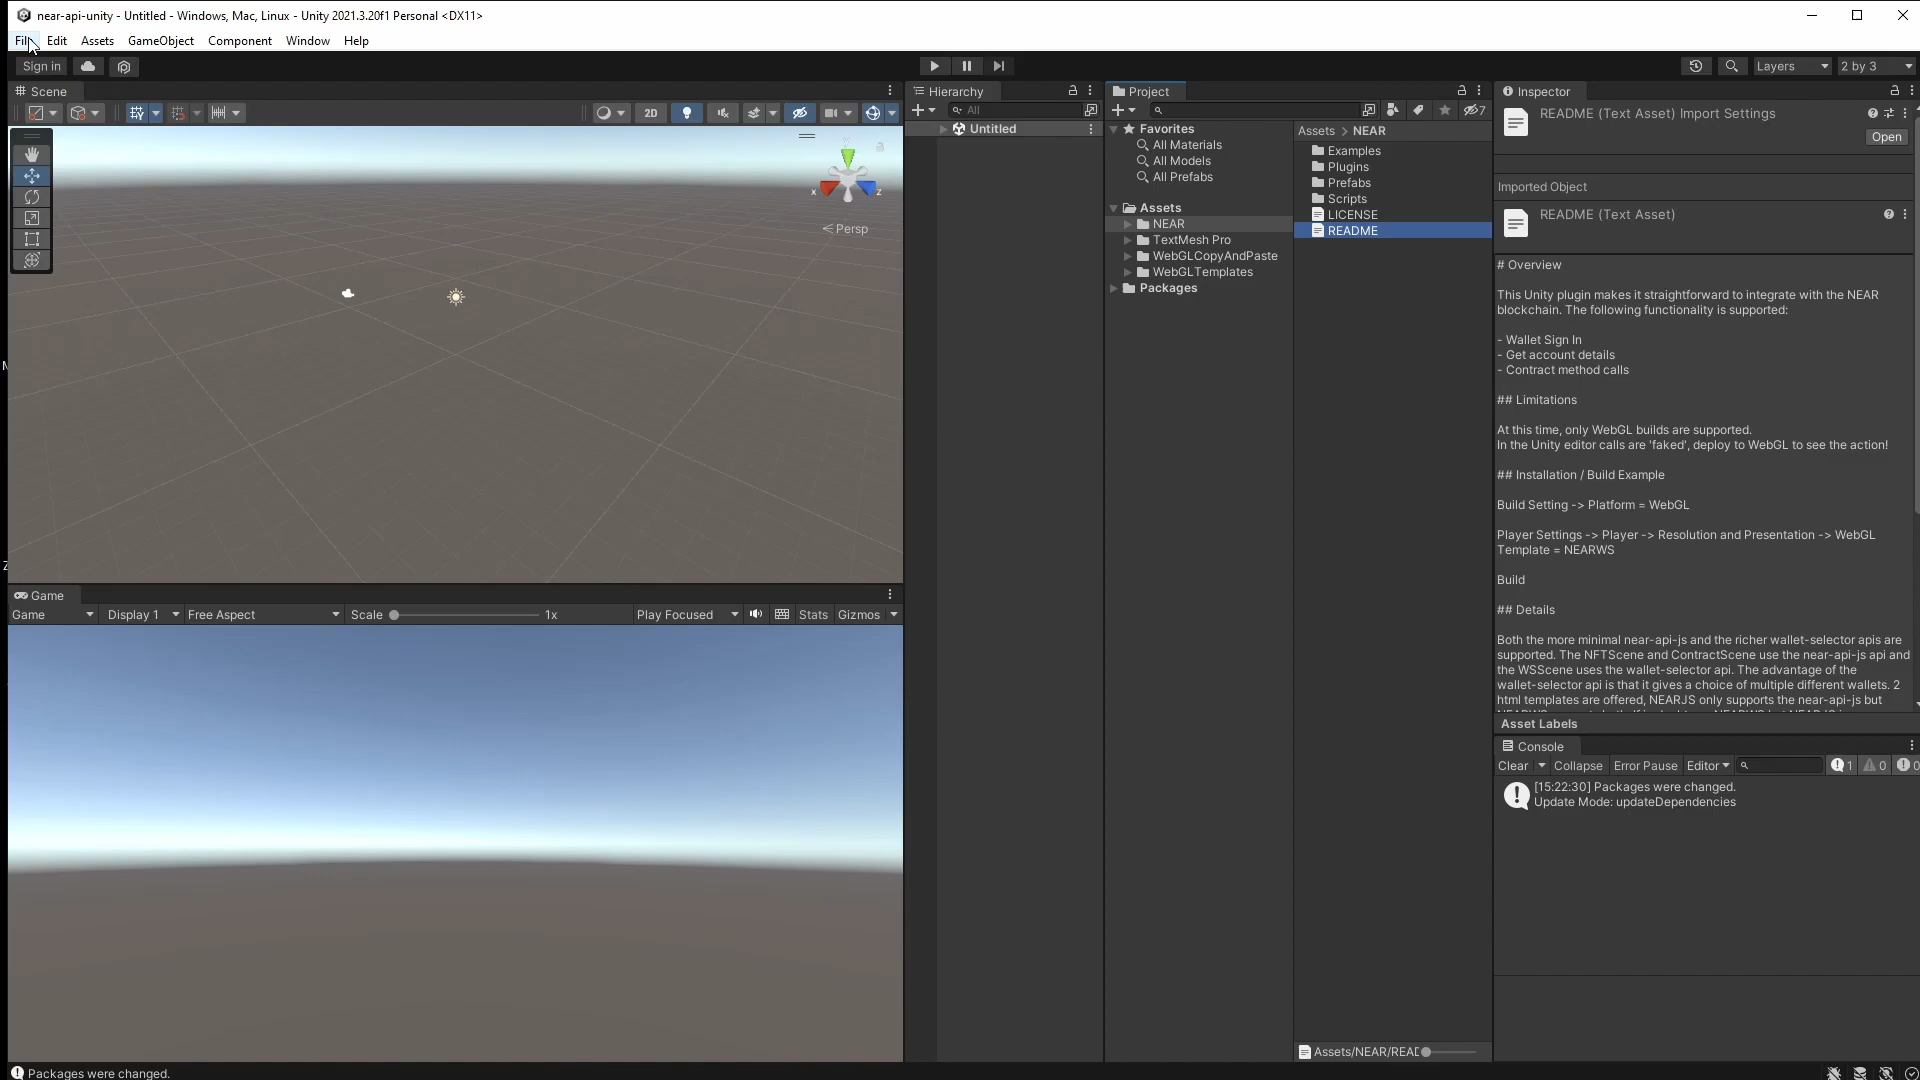 near-api-unity - Untitled - Windows, Mac, Linux - Unity 2021.3.20f1 Personal <DX11>
File Edit Assets GameObject Component Window Help
Sign in
Layers
2 by 3
Scene
2D
Y
X
Z
Persp
Hierarchy
All
Untitled
Project
7
Favorites
All Materials
All Models
All Prefabs
Assets
NEAR
TextMesh Pro
WebGLCopyAndPaste
WebGLTemplates
Packages
Assets > NEAR
Examples
Plugins
Prefabs
Scripts
LICENSE
README
Assets/NEAR/READ
Inspector
README (Text Asset) Import Settings
Open
Imported Object
README (Text Asset)
# Overview
This Unity plugin makes it straightforward to integrate with the NEAR
blockchain. The following functionality is supported:
- Wallet Sign In
- Get account details
- Contract method calls
## Limitations
At this time, only WebGL builds are supported.
In the Unity editor calls are 'faked', deploy to WebGL to see the action!
## Installation / Build Example
Build Setting -> Platform = WebGL
Player Settings -> Player -> Resolution and Presentation -> WebGL
Template = NEARWS
Build
## Details
Both the more minimal near-api-js and the richer wallet-selector apis are
supported. The NFTScene and ContractScene use the near-api-js api and
the WSScene uses the wallet-selector api. The advantage of the
wallet-selector api is that it gives a choice of multiple different wallets. 2
html templates are offered, NEARJS only supports the near-api-js but
Asset Labels
Console
Clear Collapse Error Pause Editor 1 0 0
[15:22:30] Packages were changed.
Update Mode: updateDependencies
Game
Game Display 1 Free Aspect Scale 1x Play Focused Stats Gizmos
Packages were changed.